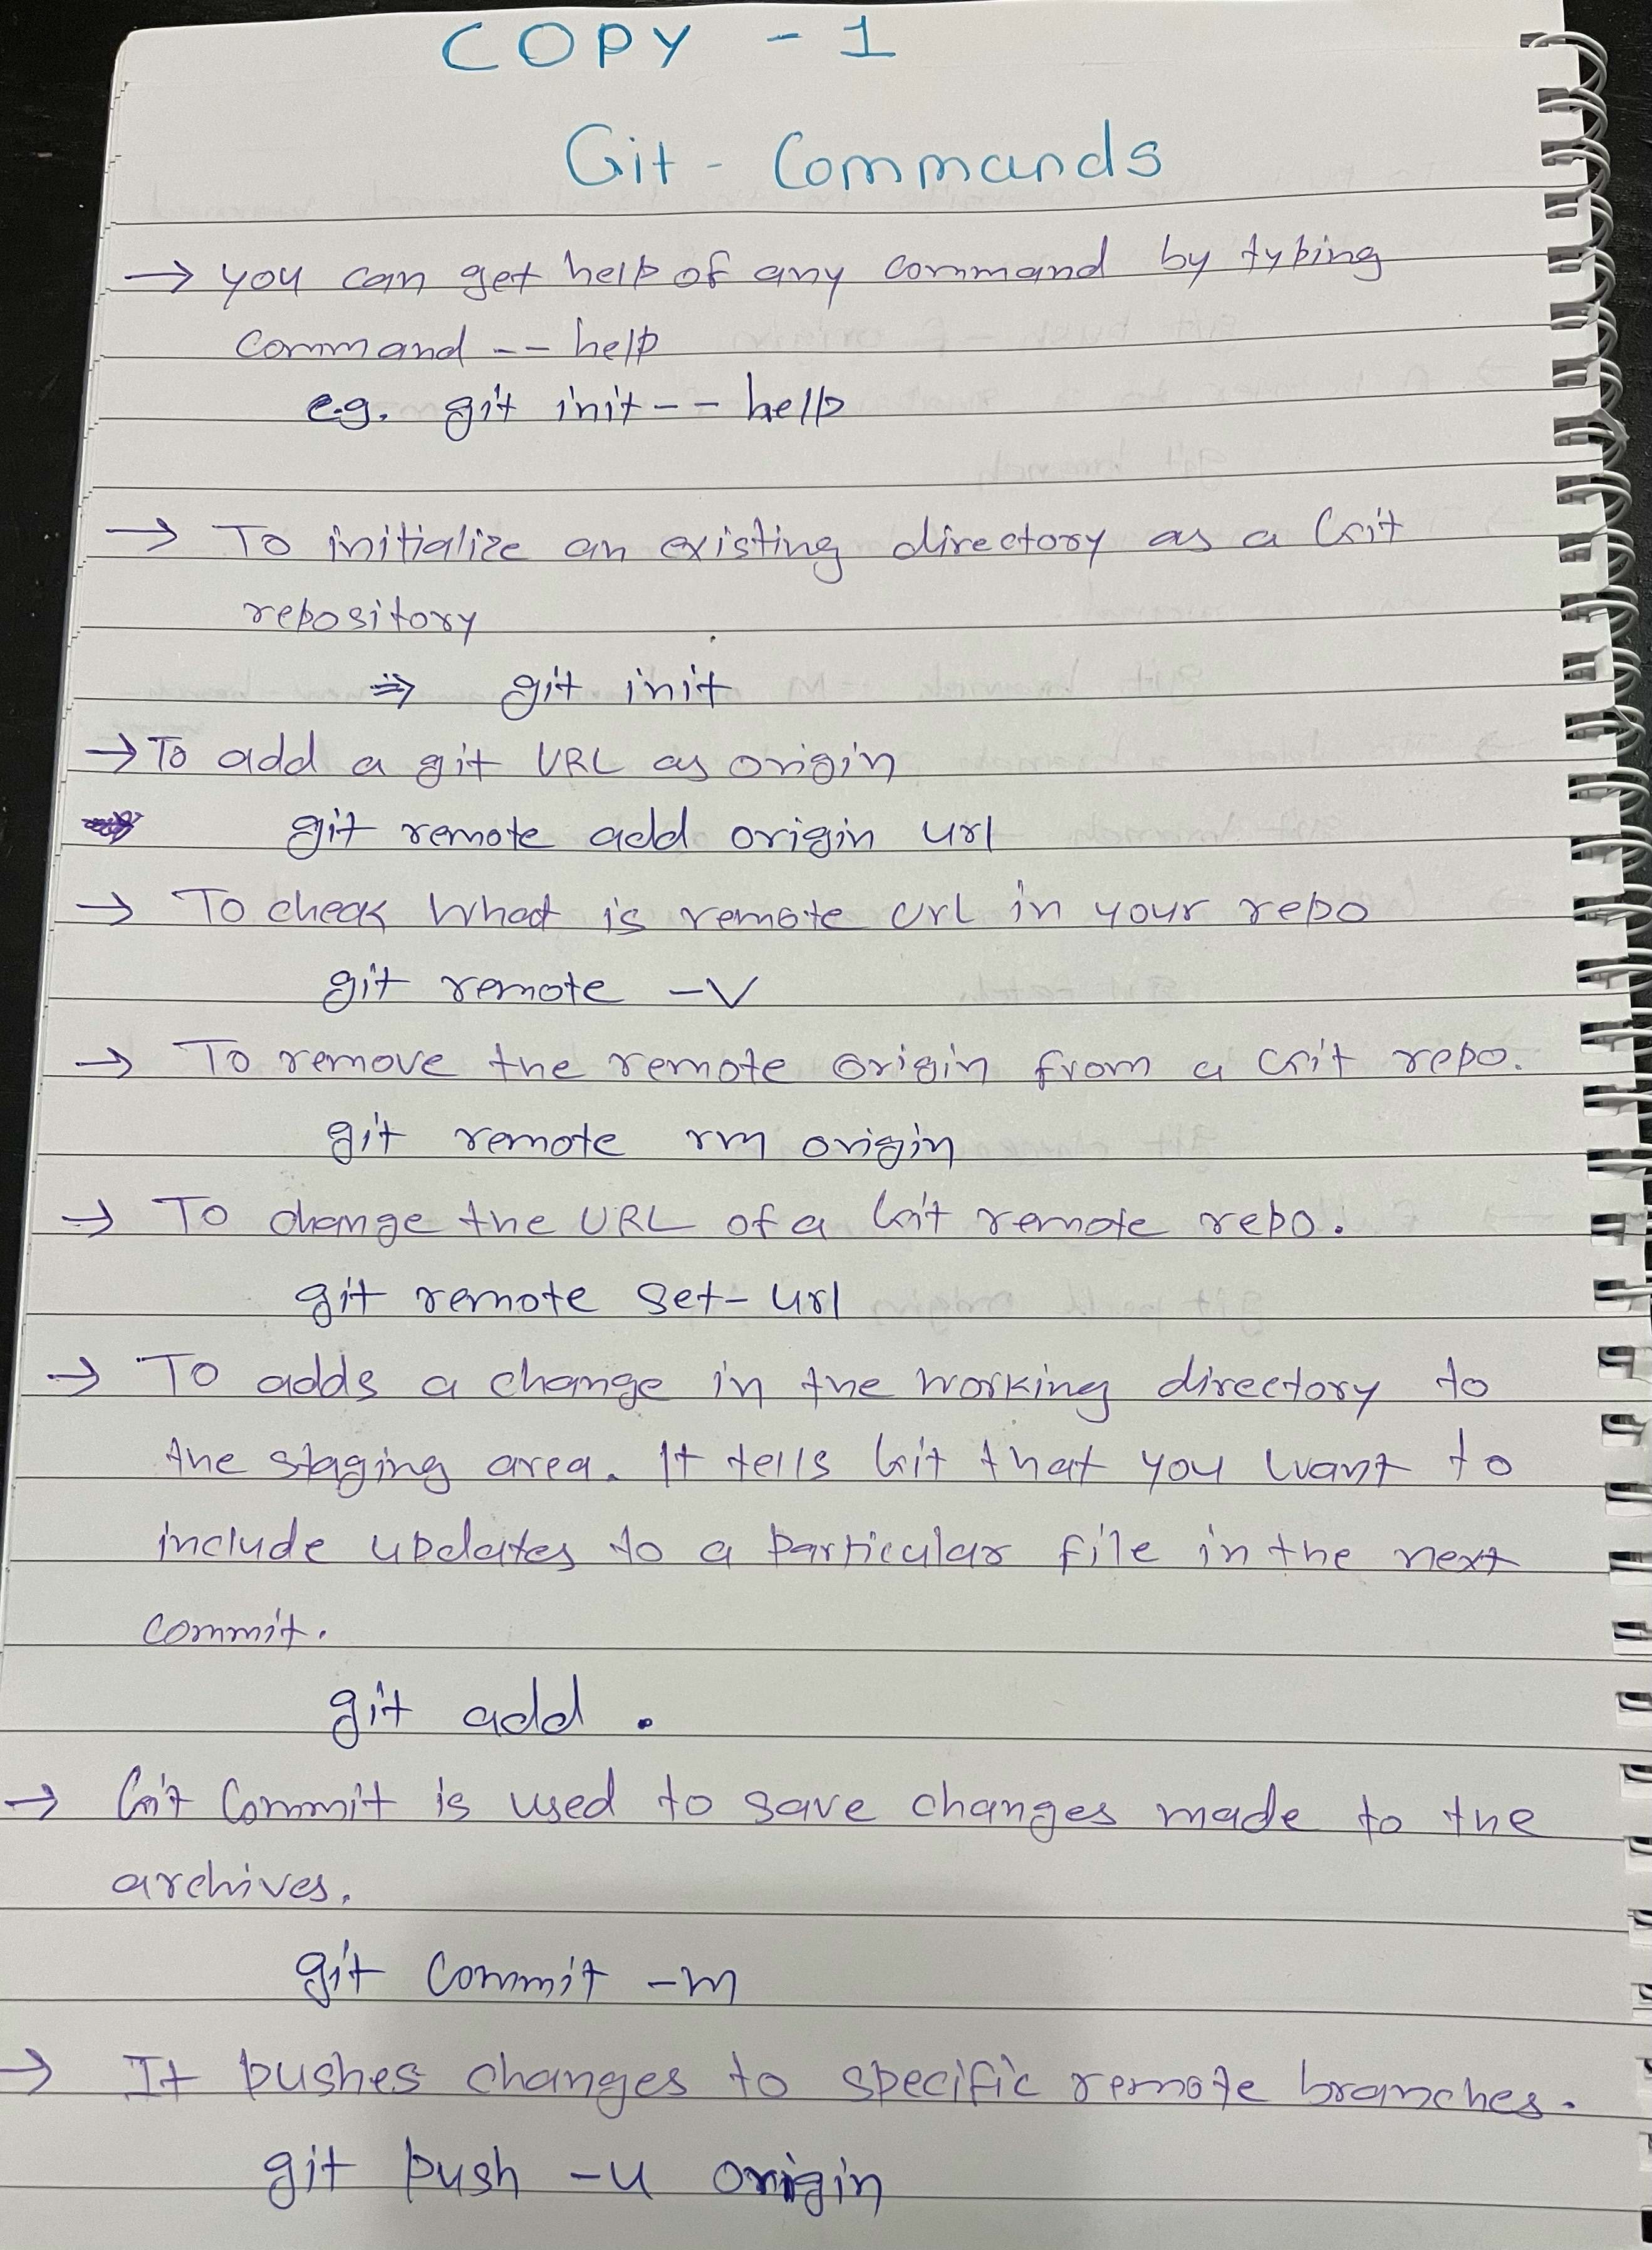 COPY - 1
Git - Commands
→ you can get help of any command by typing
command -- help
e.g. git init -- help
→ To initialize an existing directory as a Git
repository
⇒ git init
→ To add a git URL as origin
git remote add origin url
→ To check What is remote url in your repo
git remote -v
→ To remove the remote origin from a Git repo.
git remote rm origin
→ To change the URL of a Git remote repo.
git remote set-url
→ To adds a change in the working directory to
the staging area. It tells Git that you want to
include updates to a particular file in the next
commit.
git add .
→ Git Commit is used to save changes made to the
archives.
git commit -m
→ It pushes changes to specific remote branches.
git push -u origin